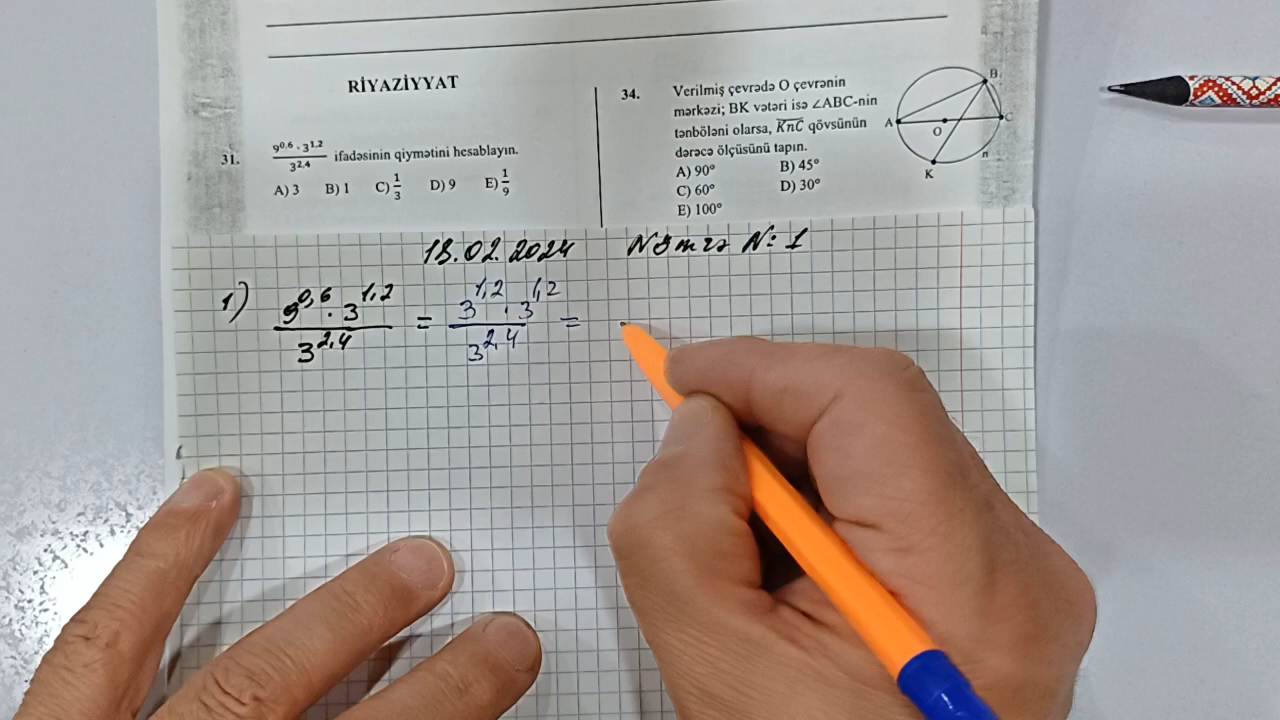 RİYAZİYYAT
31. 9^0,6 · 3^1,2 / 3^2,4 ifadəsinin qiymətini hesablayın.
A) 3 B) 1 C) 1/3 D) 9 E) 1/9
34. Verilmiş çevrədə O çevrənin
mərkəzi; BK vətəri isə ∠ABC-nin
tənböləni olarsa, KnC qövsünün
dərəcə ölçüsünü tapın.
A) 90° B) 45°
C) 60° D) 30°
E) 100°
B
A
O
C
n
K
18.02.2024 №1
1) 9^0,6 · 3^1,2 / 3^2,4 = 3^1,2 · 3^1,2 / 3^2,4 =